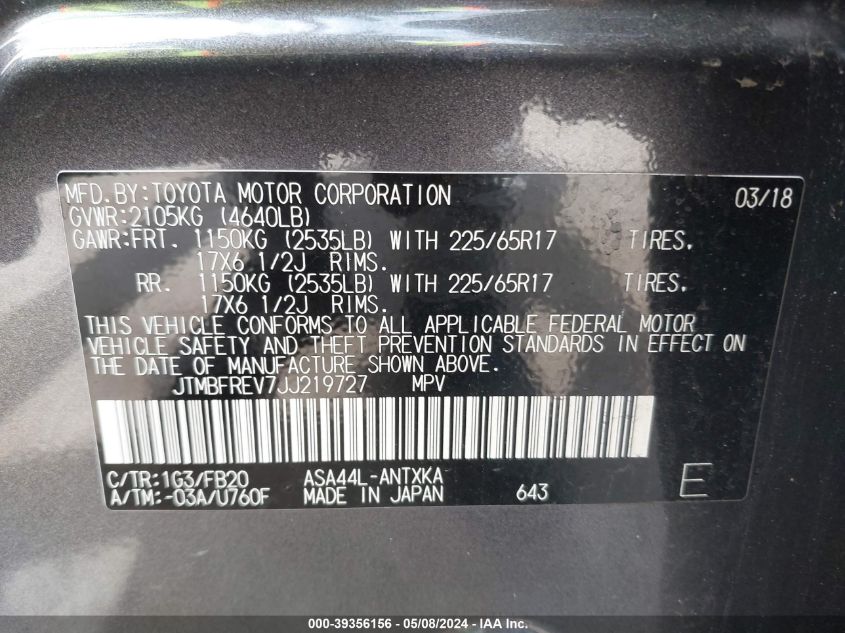 MFD.BY:TOYOTA MOTOR CORPORATION 03/18
GVWR:2105KG (4640LB)
GAWR:FRT. 1150KG (2535LB) WITH 225/65R17 TIRES,
17X6 1/2J RIMS.
RR. 1150KG (2535LB) WITH 225/65R17 TIRES,
17X6 1/2J RIMS.
THIS VEHICLE CONFORMS TO ALL APPLICABLE FEDERAL MOTOR
VEHICLE SAFETY AND THEFT PREVENTION STANDARDS IN EFFECT ON
THE DATE OF MANUFACTURE SHOWN ABOVE.
JTMBFREV7JJ219727 MPV
C/TR:1G3/FB20 ASA44L-ANTXKA
A/TM:-03A/U760F MADE IN JAPAN 643 E
000-39356156 - 05/08/2024 - IAA Inc.